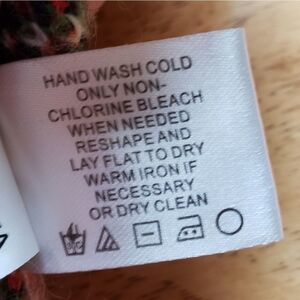 HAND WASH COLD
ONLY NON-
CHLORINE BLEACH
WHEN NEEDED
RESHAPE AND
LAY FLAT TO DRY
WARM IRON IF
NECESSARY
OR DRY CLEAN